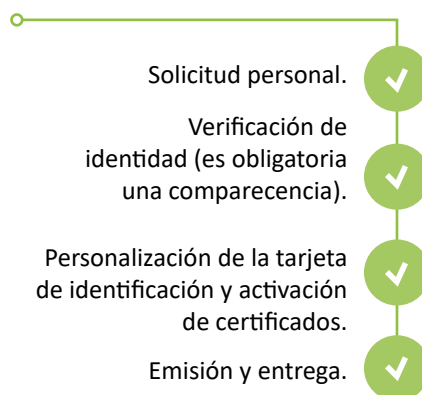 Solicitud personal.
Verificación de
identidad (es obligatoria
una comparecencia).
Personalización de la tarjeta
de identificación y activación
de certificados.
Emisión y entrega.